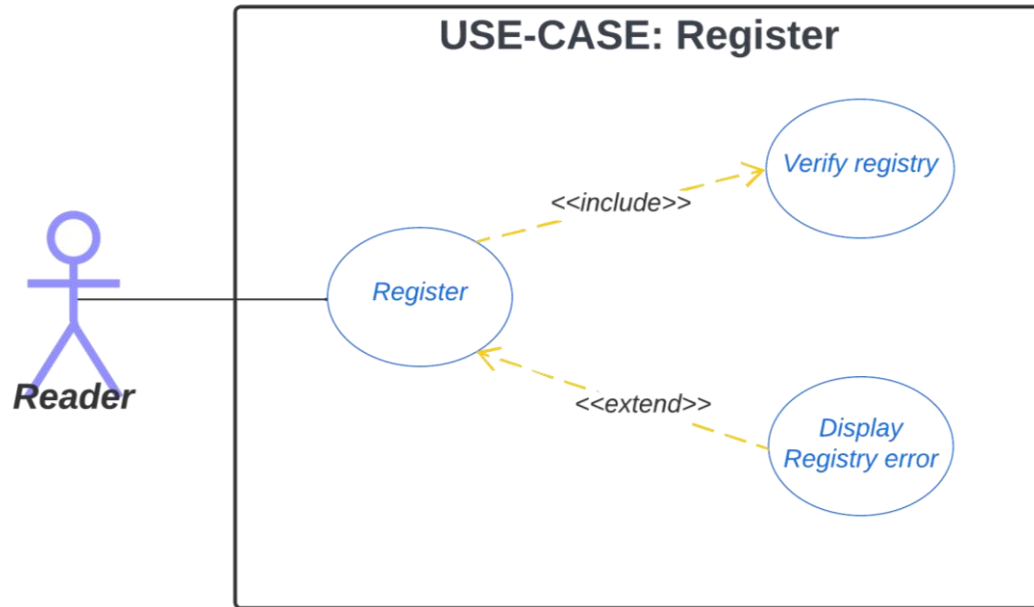 USE-CASE: Register
Verify registry
<<include>>
Register
Reader
<<extend>>
Display
Registry error